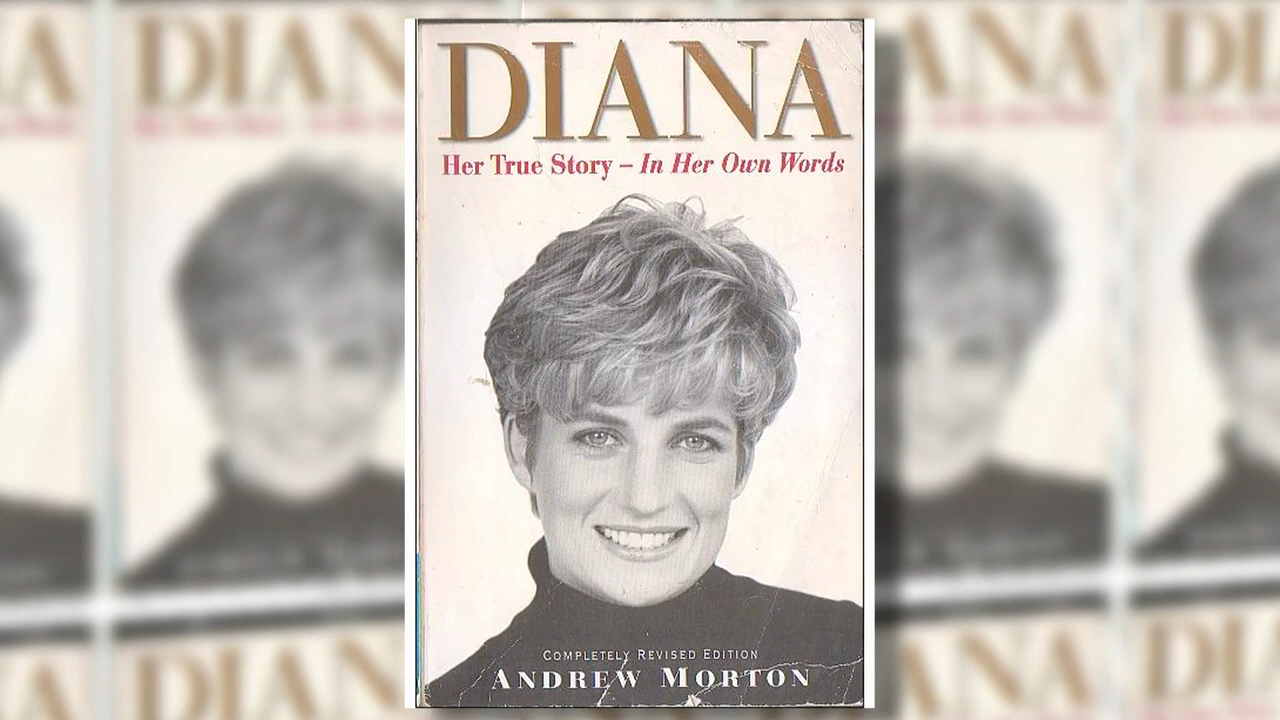 DIANA
Her True Story – In Her Own Words
COMPLETELY REVISED EDITION
ANDREW MORTON